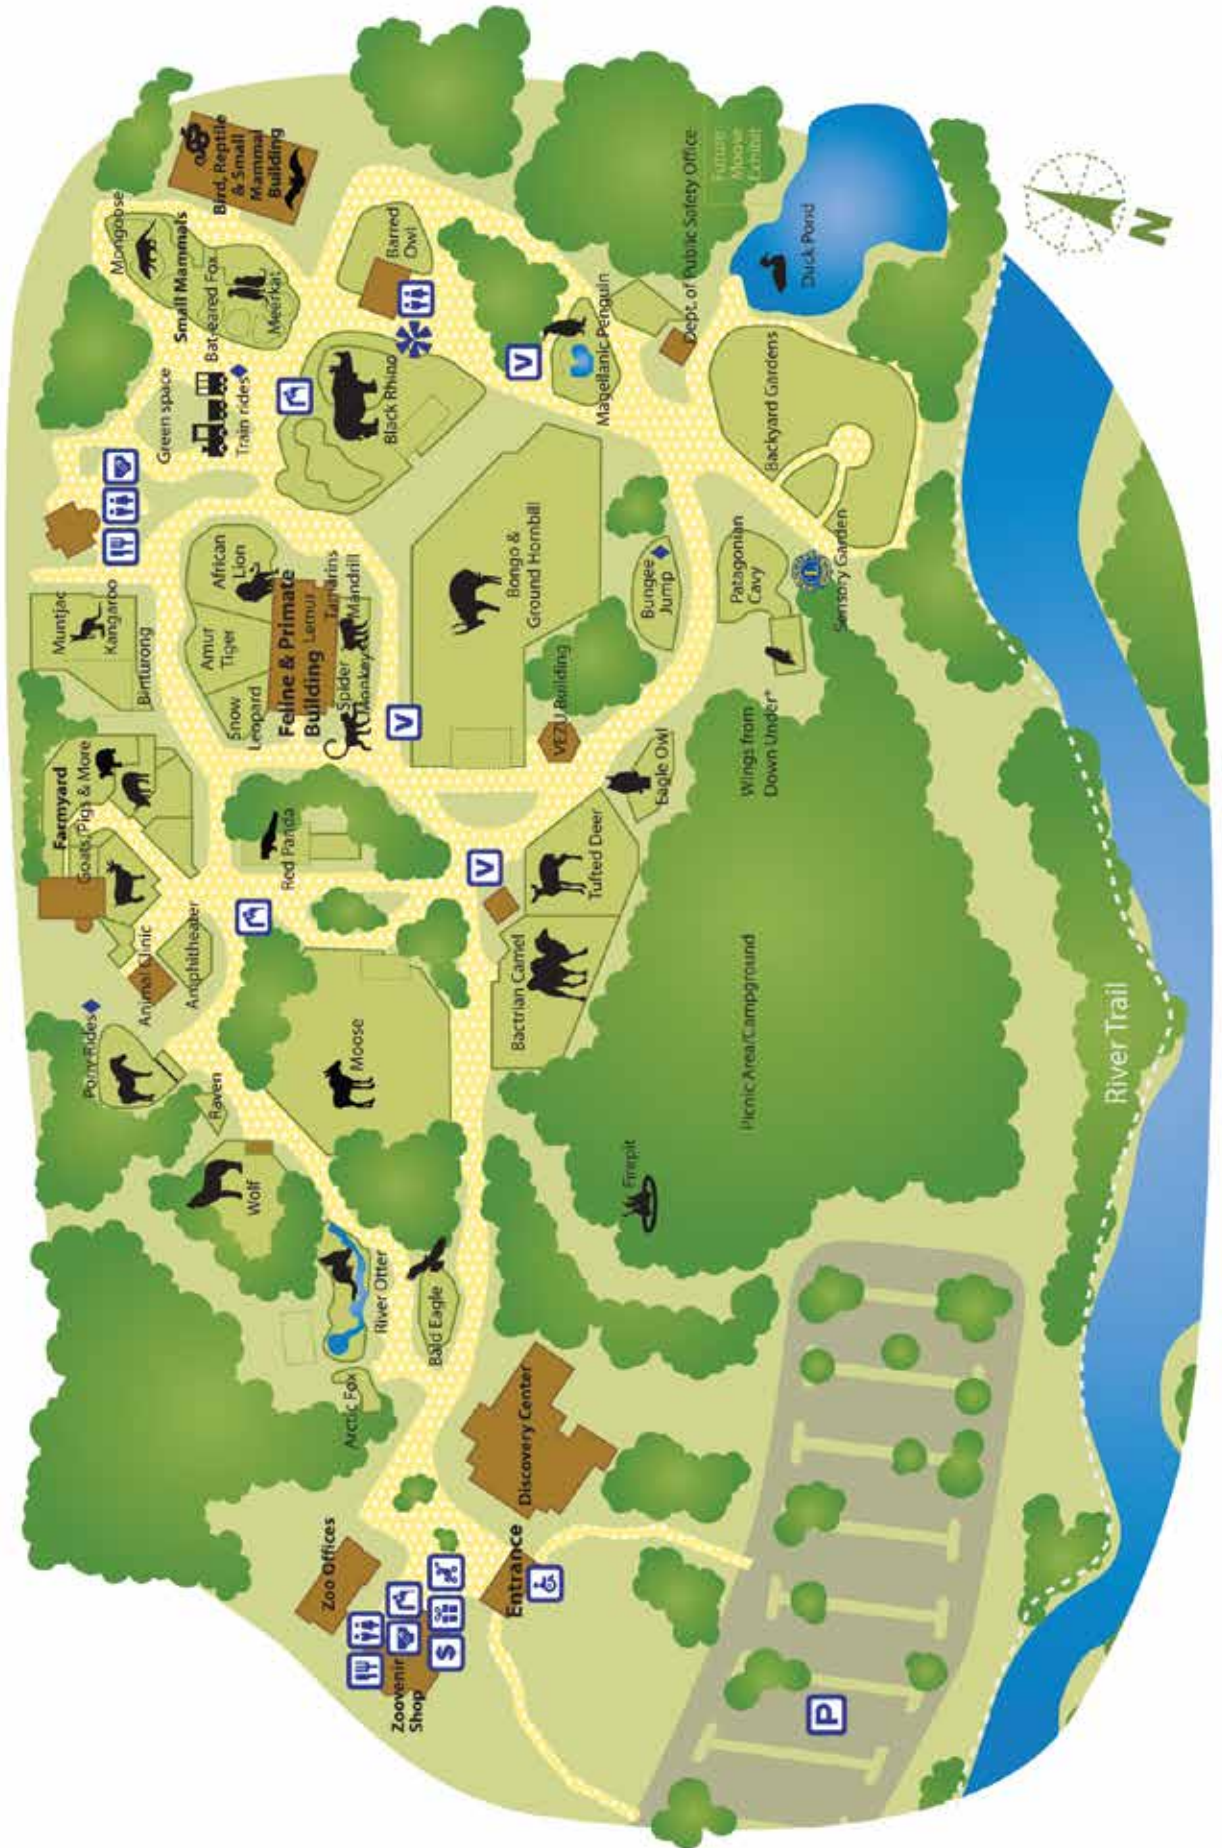 Zoo Offices
Zoovenir
Shop
$
Entrance
P
Discovery Center
Arctic Fox
River Otter
Bald Eagle
Wolf
Raven
Pony Rides
Moose
Animal Clinic
Amphitheater
Farmyard
Goats, Pigs & More
Red Panda
V
Bactrian Camel
Tufted Deer
Eagle Owl
Firepit
Picnic Area/Campground
River Trail
Muntjac
Kangaroo
Binturong
Snow
Leopard
Amur
Tiger
African
Lion
Feline & Primate
Building
Lemur
Tamarins
Spider
Monkey
Mandrill
V
VEZU Building
Bongo &
Ground Hornbill
Bungee
Jump
Wings from
Down Under*
Patagonian
Cavy
L
Sensory Garden
Backyard Gardens
Green space
Train rides
Black Rhino
Mongoose
Small Mammals
Bat-eared Fox
Meerkat
Bird, Reptile
& Small
Mammal
Building
Barred
Owl
V
Magellanic Penguin
Dept. of Public Safety Office
Future
Moove
Exhibit
Duck Pond
N